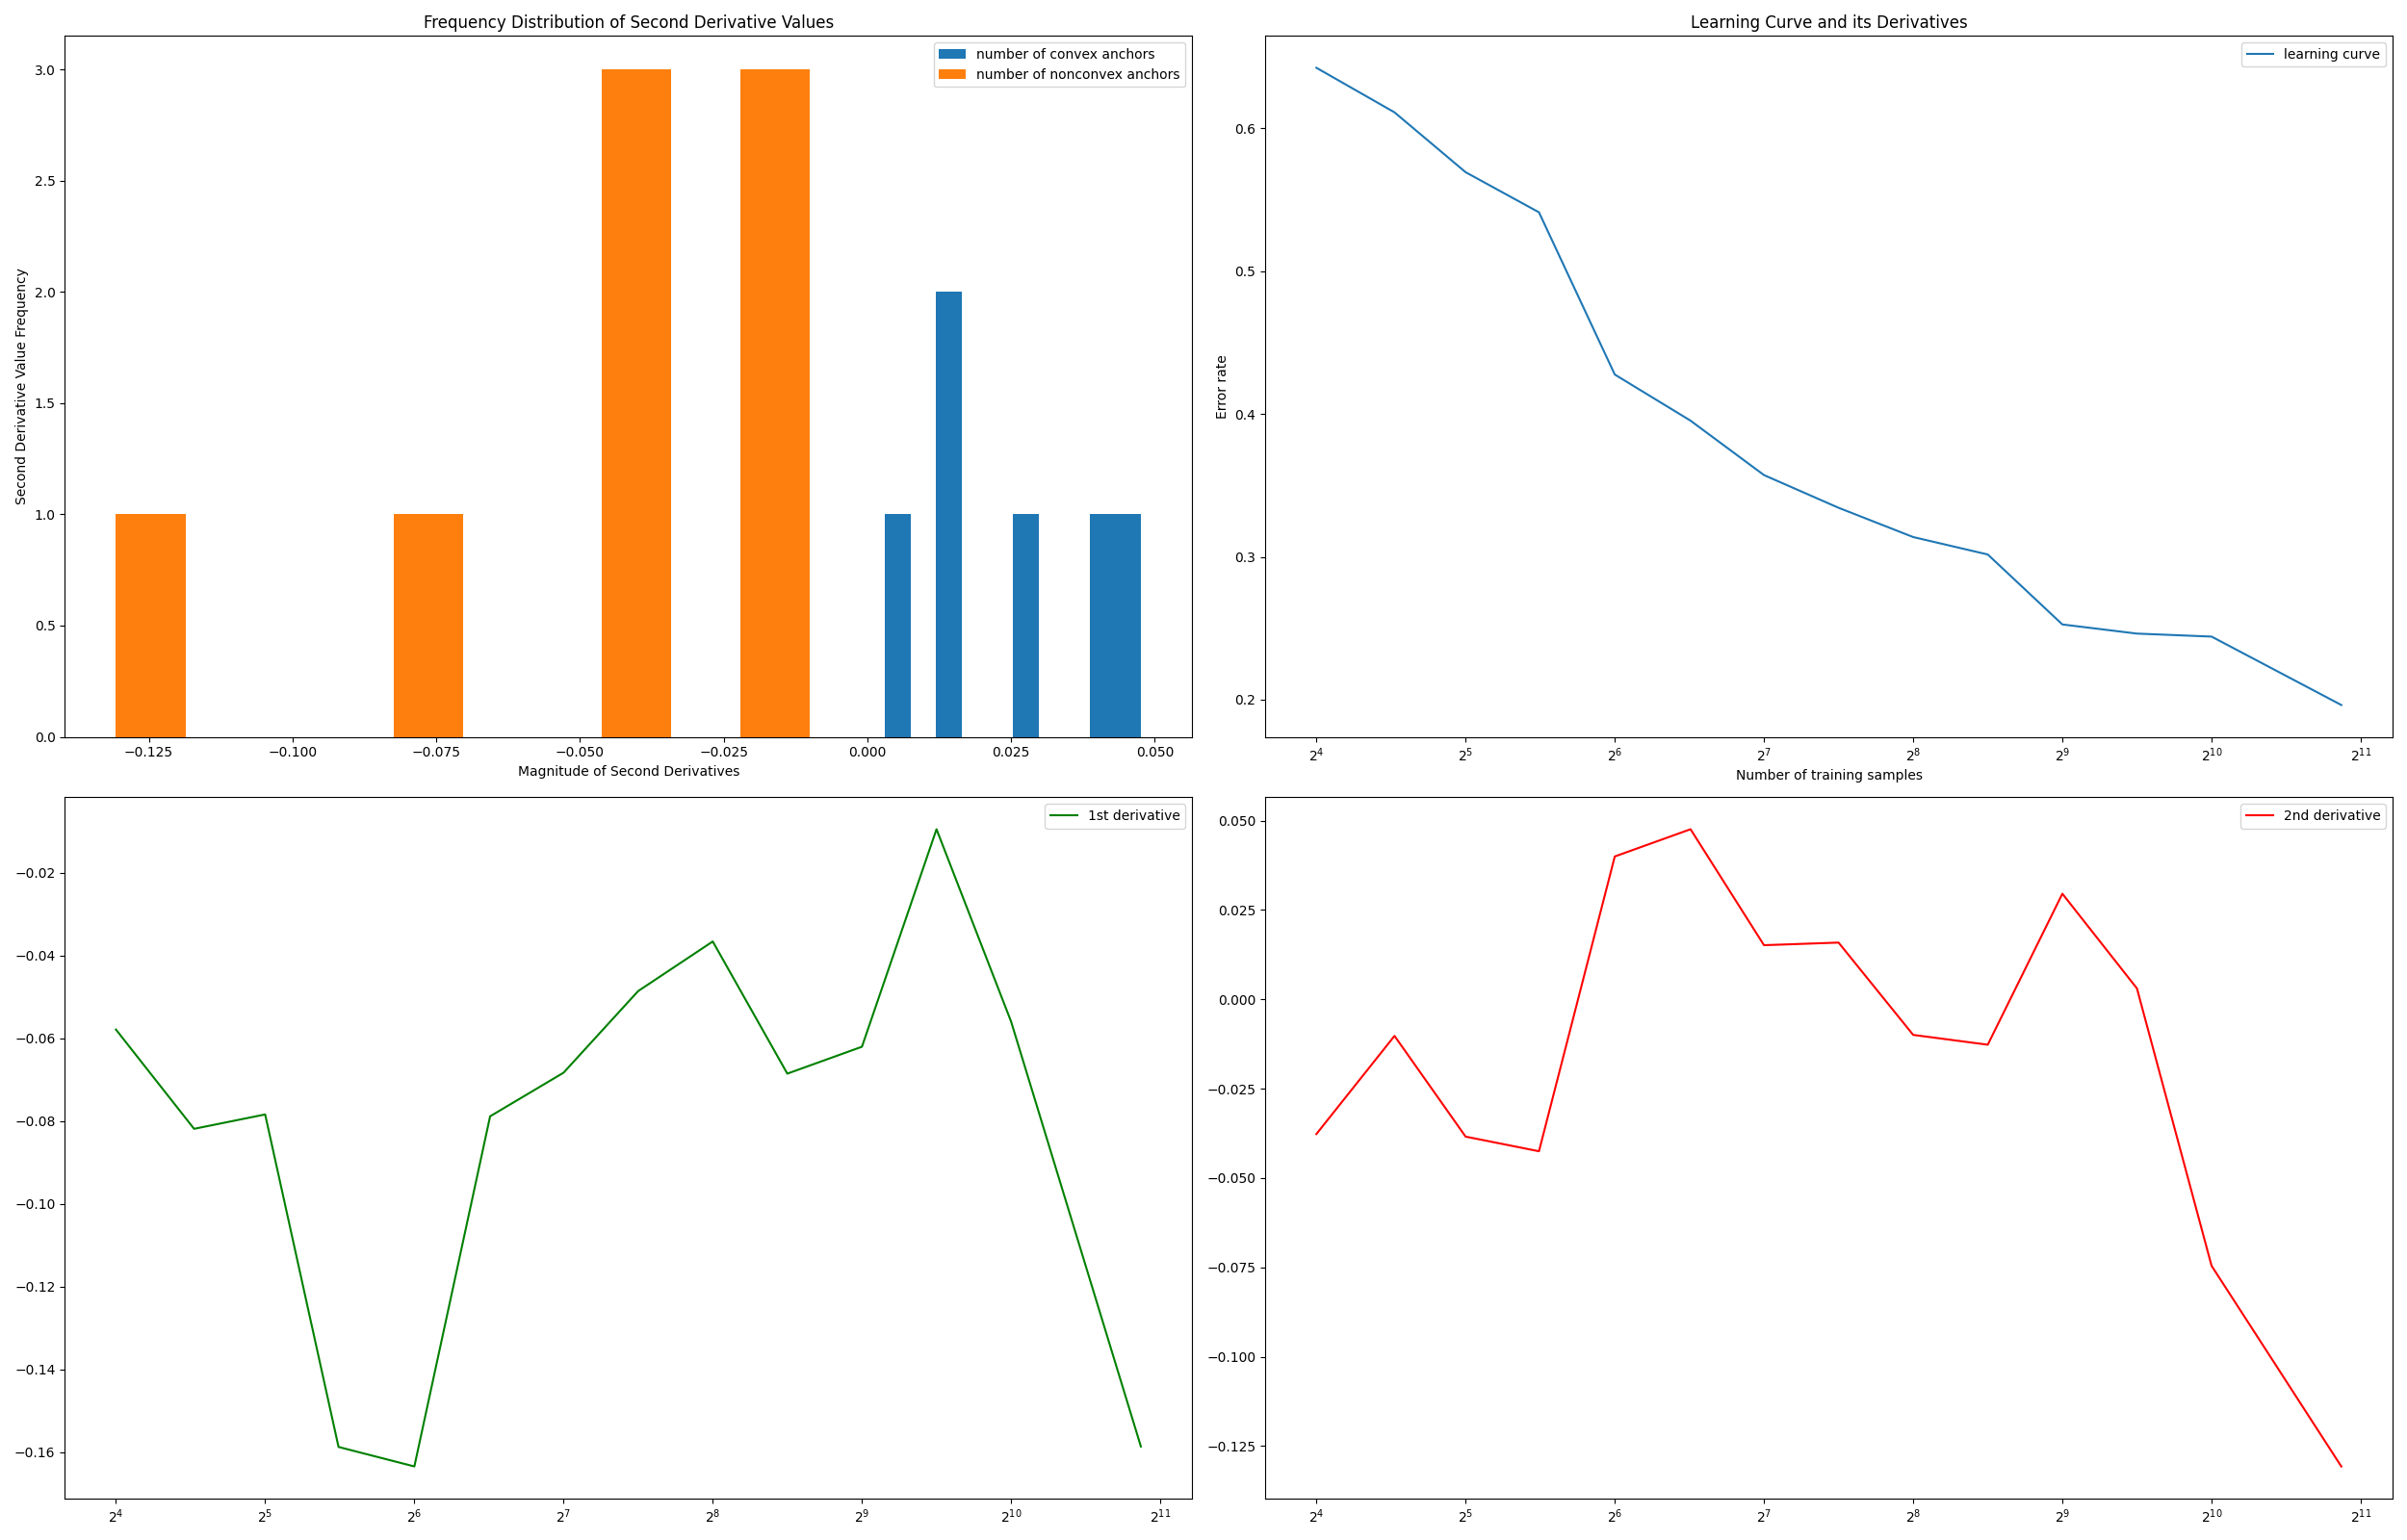 Frequency Distribution of Second Derivative Values
number of convex anchors
number of nonconvex anchors
Second Derivative Value Frequency
3.0
2.5
2.0
1.5
1.0
0.5
0.0
−0.125 −0.100 −0.075 −0.050 −0.025 0.000 0.025 0.050
Magnitude of Second Derivatives
Learning Curve and its Derivatives
learning curve
Error rate
0.6
0.5
0.4
0.3
0.2
2^4 2^5 2^6 2^7 2^8 2^9 2^10 2^11
Number of training samples
1st derivative
−0.02
−0.04
−0.06
−0.08
−0.10
−0.12
−0.14
−0.16
2^4 2^5 2^6 2^7 2^8 2^9 2^10 2^11
2nd derivative
0.050
0.025
0.000
−0.025
−0.050
−0.075
−0.100
−0.125
2^4 2^5 2^6 2^7 2^8 2^9 2^10 2^11